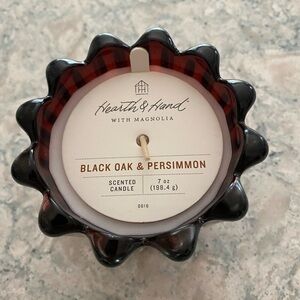 Hearth & Hand
WITH MAGNOLIA
BLACK OAK & PERSIMMON
SCENTED CANDLE
7 oz (198.4 g)
0016